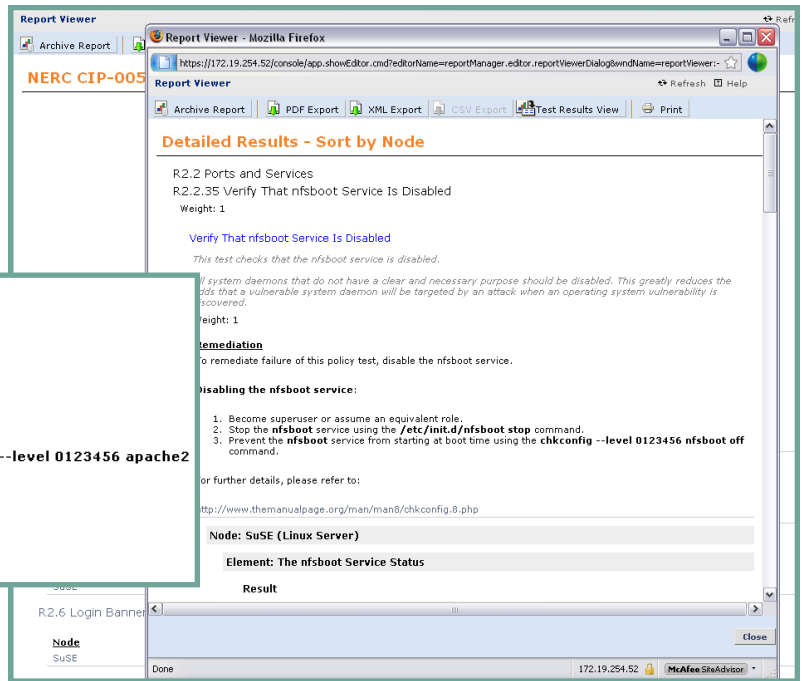 Report Viewer
Refr
Archive Report
NERC CIP-005
Report Viewer - Mozilla Firefox
https://172.19.254.52/console/app.showEditor.cmd?editorName=reportManager.editor.reportViewerDialog&wndName=reportViewer:-
Report Viewer
Refresh Help
Archive Report PDF Export XML Export CSV Export Test Results View Print
Detailed Results - Sort by Node
R2.2 Ports and Services
R2.2.35 Verify That nfsboot Service Is Disabled
Weight: 1
Verify That nfsboot Service Is Disabled
This test checks that the nfsboot service is disabled.
ll system daemons that do not have a clear and necessary purpose should be disabled. This greatly reduces the
dds that a vulnerable system daemon will be targeted by an attack when an operating system vulnerability is
iscovered.
eight: 1
Remediation
o remediate failure of this policy test, disable the nfsboot service.
Disabling the nfsboot service:
1. Become superuser or assume an equivalent role.
2. Stop the nfsboot service using the /etc/init.d/nfsboot stop command.
3. Prevent the nfsboot service from starting at boot time using the chkconfig --level 0123456 nfsboot off
command.
--level 0123456 apache2
or further details, please refer to:
http://www.themanualpage.org/man/man8/chkconfig.8.php
Node: SuSE (Linux Server)
Element: The nfsboot Service Status
Result
SuSE
R2.6 Login Banner
Node
SuSE
Close
Done
172.19.254.52
McAfee SiteAdvisor